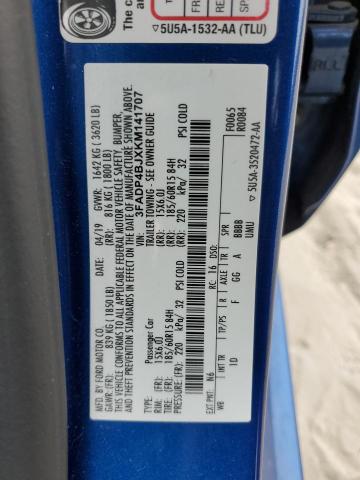 5U5A-1532-AA (TLU)
MFD. BY FORD MOTOR CO.
04/19
GVWR: 1642 KG ( 3620 LB)
GAWR: (FR): 839 KG ( 1850 LB)
(RR): 816 KG ( 1800 LB)
THIS VEHICLE CONFORMS TO ALL APPLICABLE FEDERAL MOTOR VEHICLE SAFETY, BUMPER,
AND THEFT PREVENTION STANDARDS IN EFFECT ON THE DATE OF MANUFACTURE SHOWN ABOVE.
VIN: 3FADP4BJXKM141707
TYPE: Passenger Car
TRAILER TOWING - SEE OWNER GUIDE
RIM: (FR): 15X6.0J
(RR): 15X6.0J
TIRE: (FR): 185/60R15 84H
(RR): 185/60R15 84H
PRESSURE: (FR): 220 kPa/ 32 PSI COLD
(RR): 220 kPa/ 32 PSI COLD
EXT PNT: N6
RC: 16
DSO:
F0065
R0084
WB
INT TR
TP/PS
R
AXLE
TR
SPR
1D
F
GG
A
BBBB
UMU
5U5A-3520472-AA